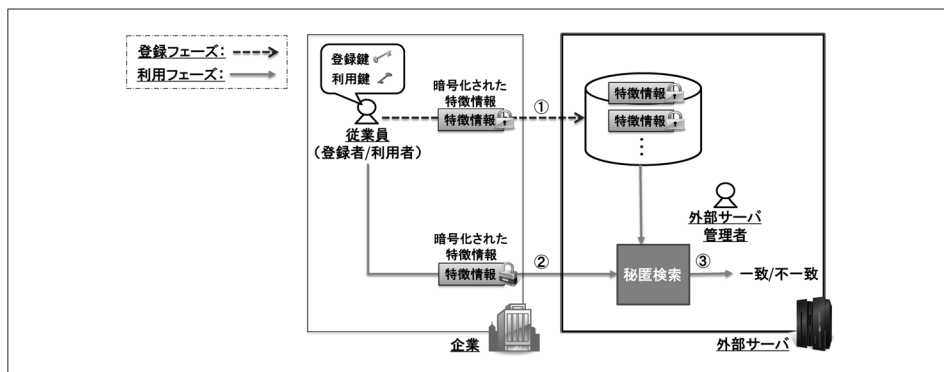 登録フェーズ：
利用フェーズ：
登録鍵
利用鍵
従業員
（登録者/利用者）
暗号化された
特徴情報
特徴情報
①
特徴情報
特徴情報
⋮
外部サーバ
管理者
暗号化された
特徴情報
特徴情報
②
秘匿検索
③
一致/不一致
企業
外部サーバ